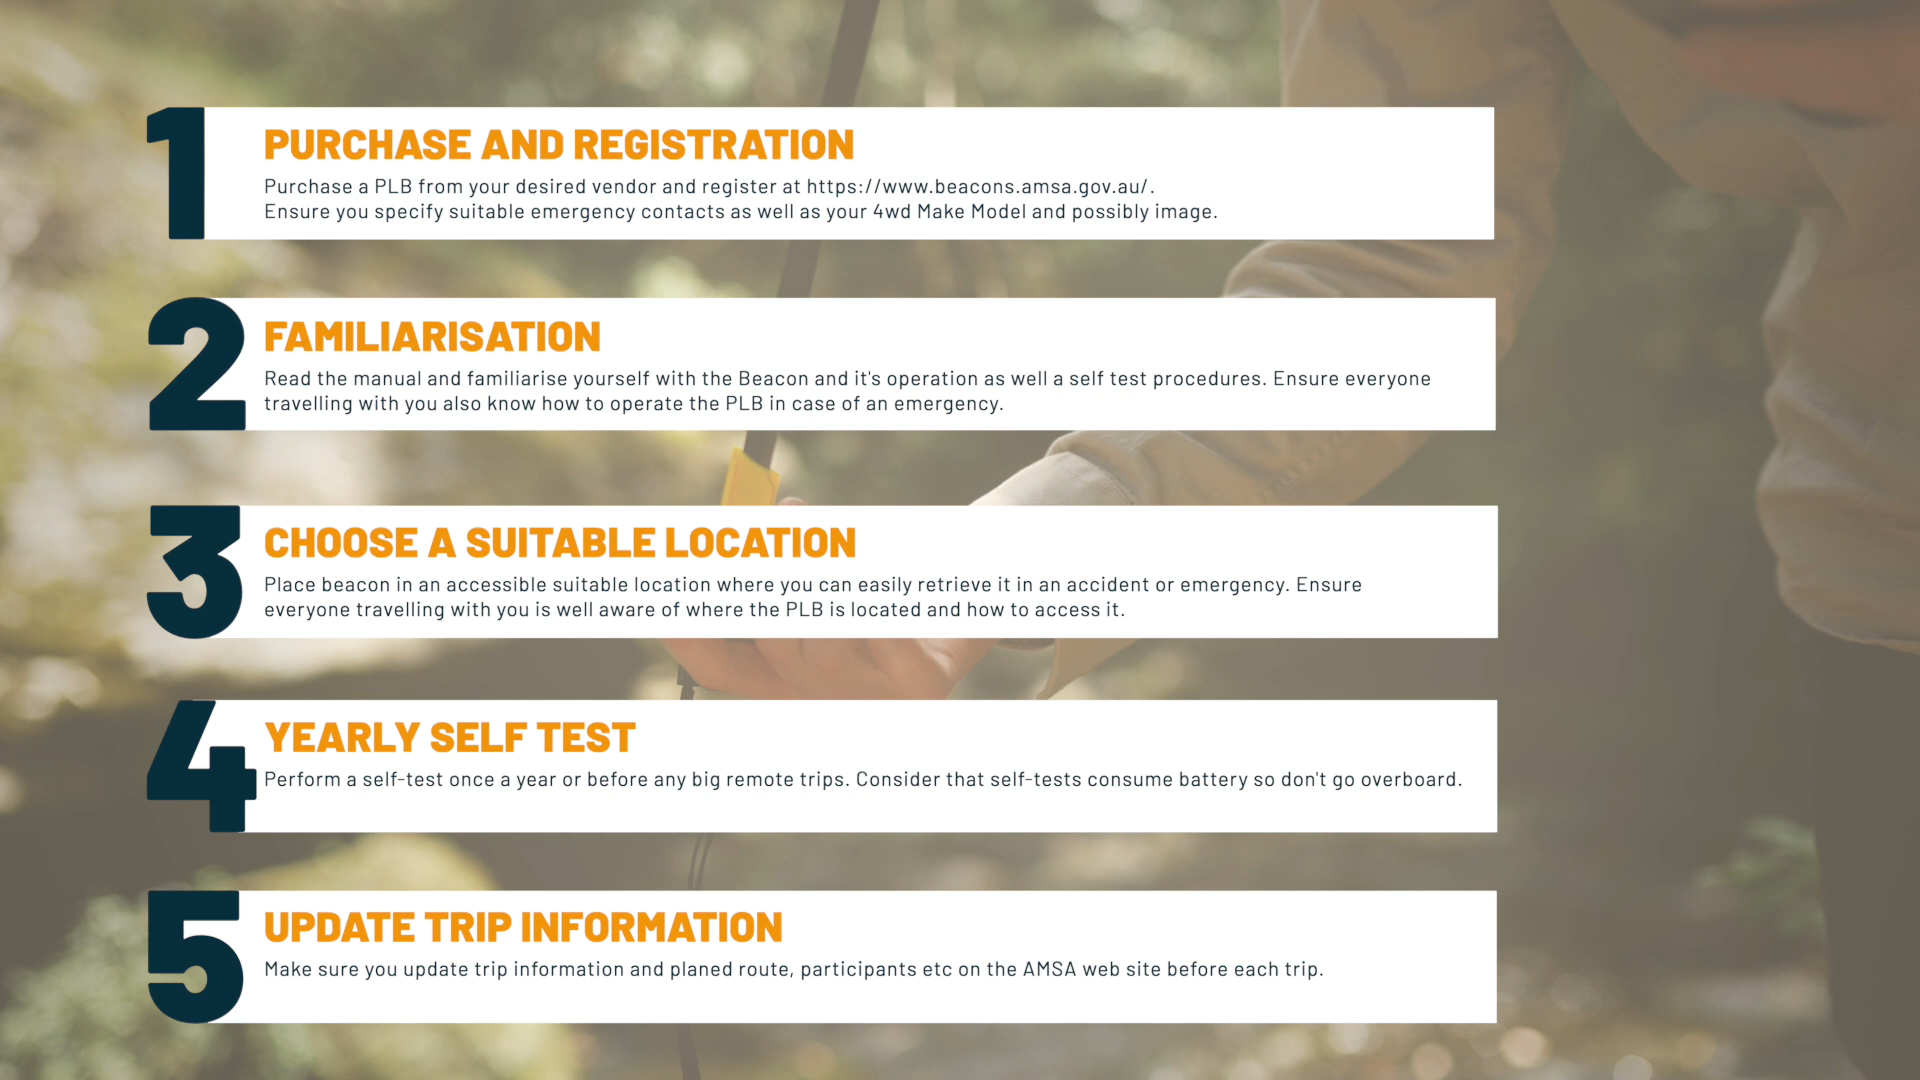 1
PURCHASE AND REGISTRATION
Purchase a PLB from your desired vendor and register at https://www.beacons.amsa.gov.au/.
Ensure you specify suitable emergency contacts as well as your 4wd Make Model and possibly image.
2
FAMILIARISATION
Read the manual and familiarise yourself with the Beacon and it's operation as well a self test procedures. Ensure everyone
travelling with you also know how to operate the PLB in case of an emergency.
3
CHOOSE A SUITABLE LOCATION
Place beacon in an accessible suitable location where you can easily retrieve it in an accident or emergency. Ensure
everyone travelling with you is well aware of where the PLB is located and how to access it.
4
YEARLY SELF TEST
Perform a self-test once a year or before any big remote trips. Consider that self-tests consume battery so don't go overboard.
5
UPDATE TRIP INFORMATION
Make sure you update trip information and planed route, participants etc on the AMSA web site before each trip.